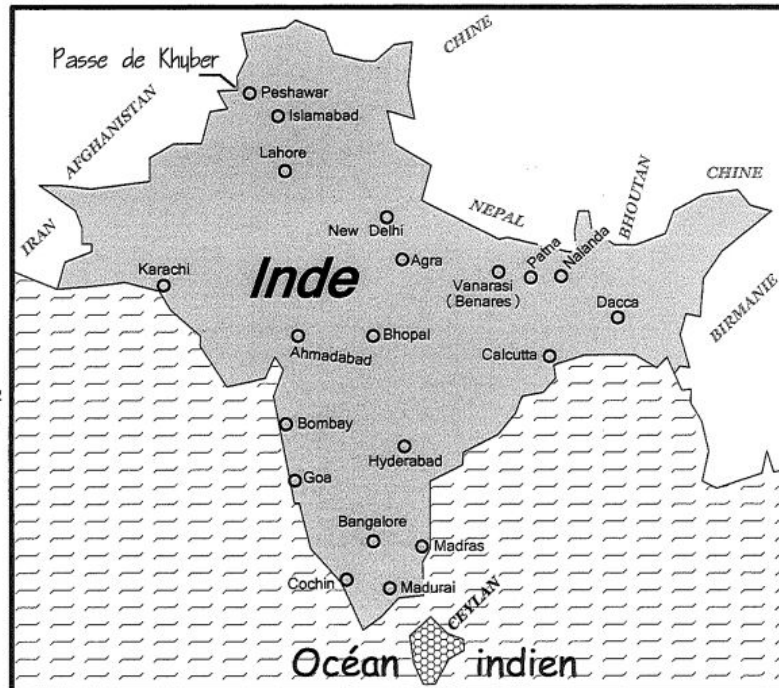 CHINE
Passe de Khyber
Peshawar
Islamabad
AFGHANISTAN
Lahore
CHINE
BHOUTAN
NEPAL
IRAN
New Delhi
Patna
Nalanda
Karachi
Inde
Agra
Vanarasi
(Benares)
Dacca
BIRMANIE
Ahmadabad
Bhopal
Calcutta
Bombay
Hyderabad
Goa
Bangalore
Madras
Cochin
Madurai
CEYLAN
Océan indien